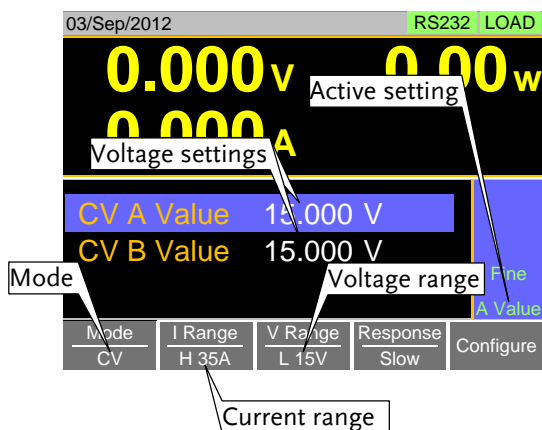 03/Sep/2012 RS232 LOAD
0.000 V 0.00 W
Active setting
0.000 A
Voltage settings
CV A Value 15.000 V
CV B Value 15.000 V
Mode Voltage range Fine
A Value
Mode I Range V Range Response Configure
CV H 35A L 15V Slow
Current range